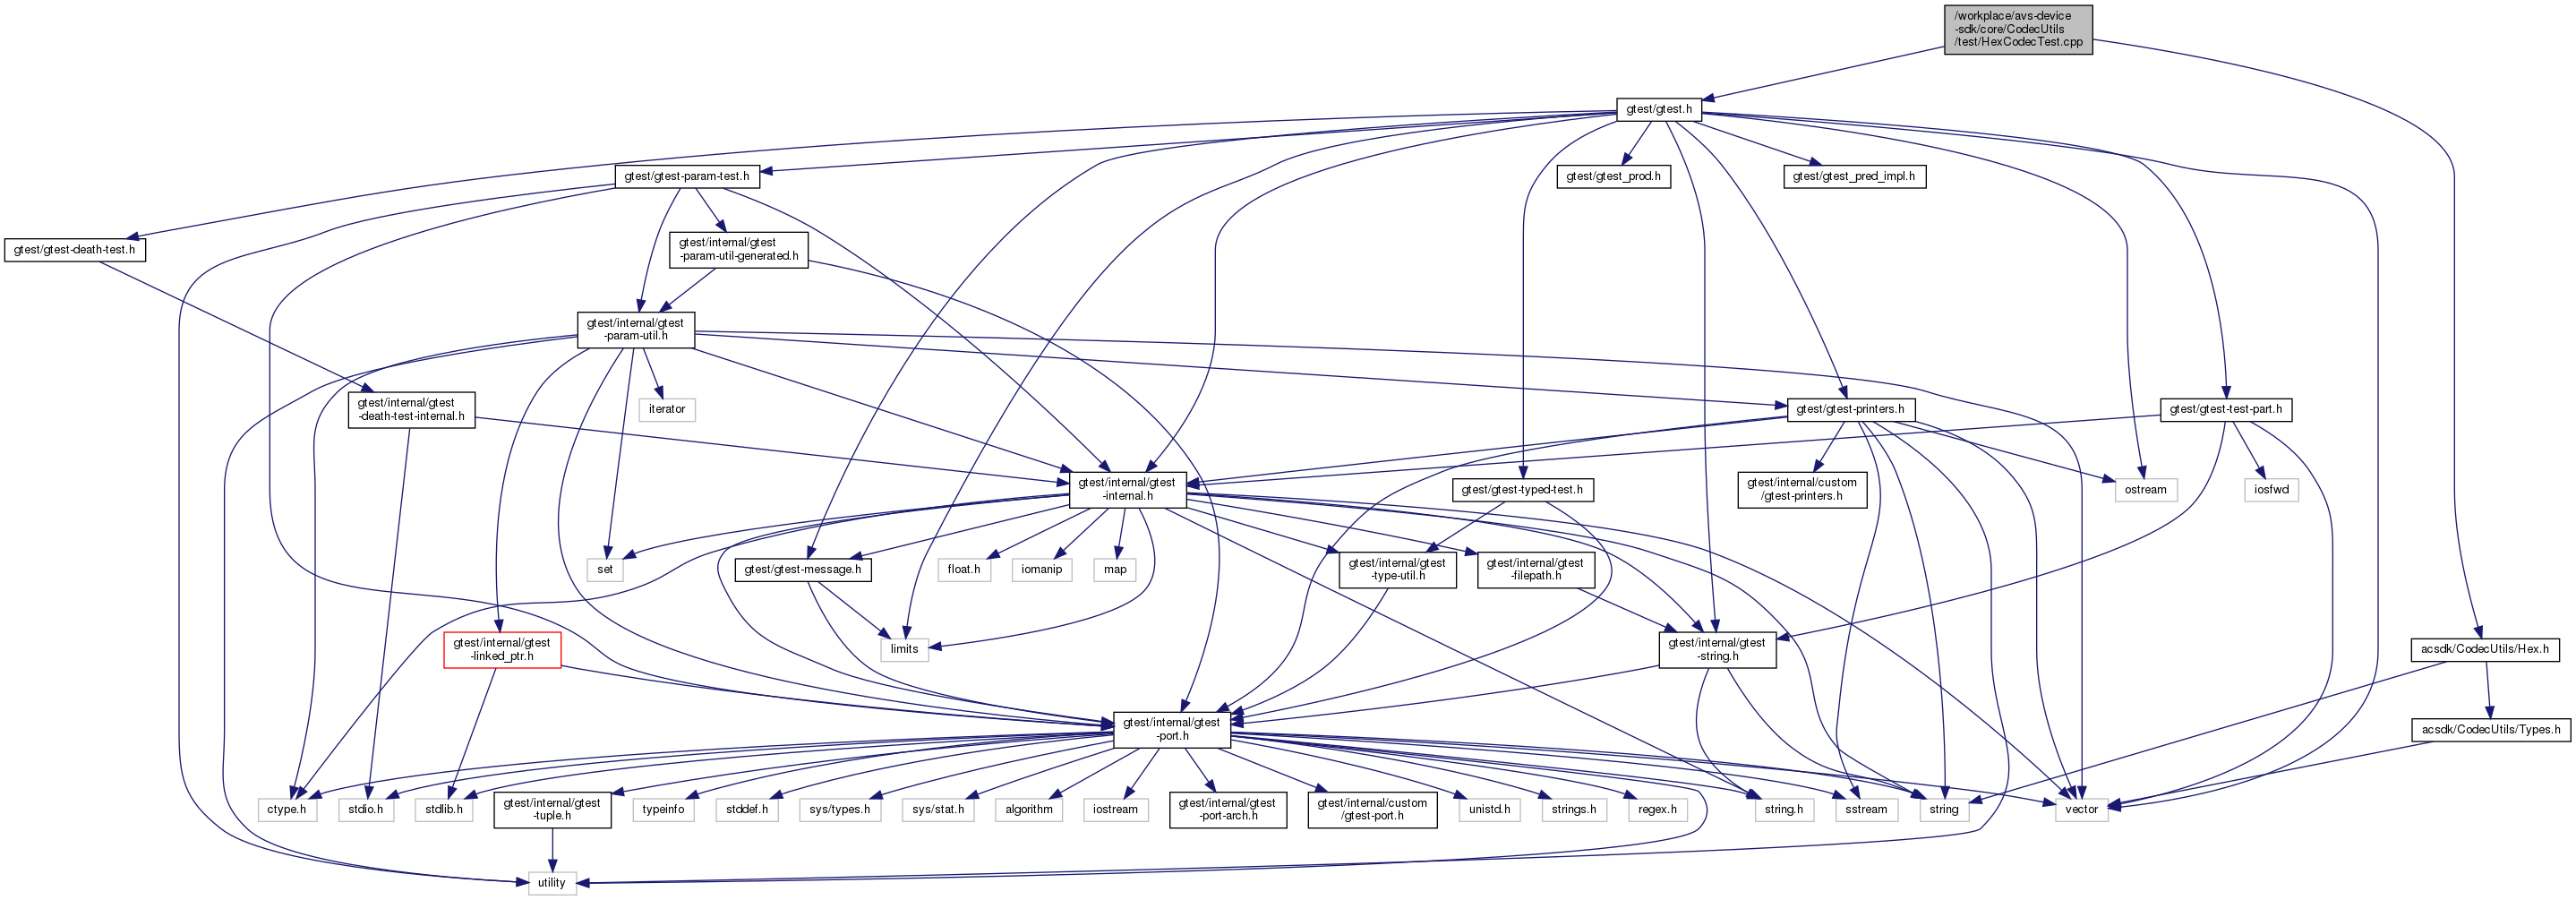 /workplace/avs-device
-sdk/core/CodecUtils
/test/HexCodecTest.cpp
gtest/gtest.h
gtest/gtest-param-test.h
gtest/gtest_prod.h
gtest/gtest_pred_impl.h
gtest/gtest-death-test.h
gtest/internal/gtest
-param-util-generated.h
gtest/internal/gtest
-param-util.h
gtest/internal/gtest
-death-test-internal.h
iterator
gtest/gtest-printers.h
gtest/gtest-test-part.h
gtest/internal/gtest
-internal.h
gtest/gtest-typed-test.h
gtest/internal/custom
/gtest-printers.h
ostream
iosfwd
set
gtest/gtest-message.h
float.h
iomanip
map
gtest/internal/gtest
-type-util.h
gtest/internal/gtest
-filepath.h
gtest/internal/gtest
-linked_ptr.h
limits
gtest/internal/gtest
-string.h
acsdk/CodecUtils/Hex.h
gtest/internal/gtest
-port.h
acsdk/CodecUtils/Types.h
ctype.h
stdio.h
stdlib.h
gtest/internal/gtest
-tuple.h
typeinfo
stddef.h
sys/types.h
sys/stat.h
algorithm
iostream
gtest/internal/gtest
-port-arch.h
gtest/internal/custom
/gtest-port.h
unistd.h
strings.h
regex.h
string.h
sstream
string
vector
utility